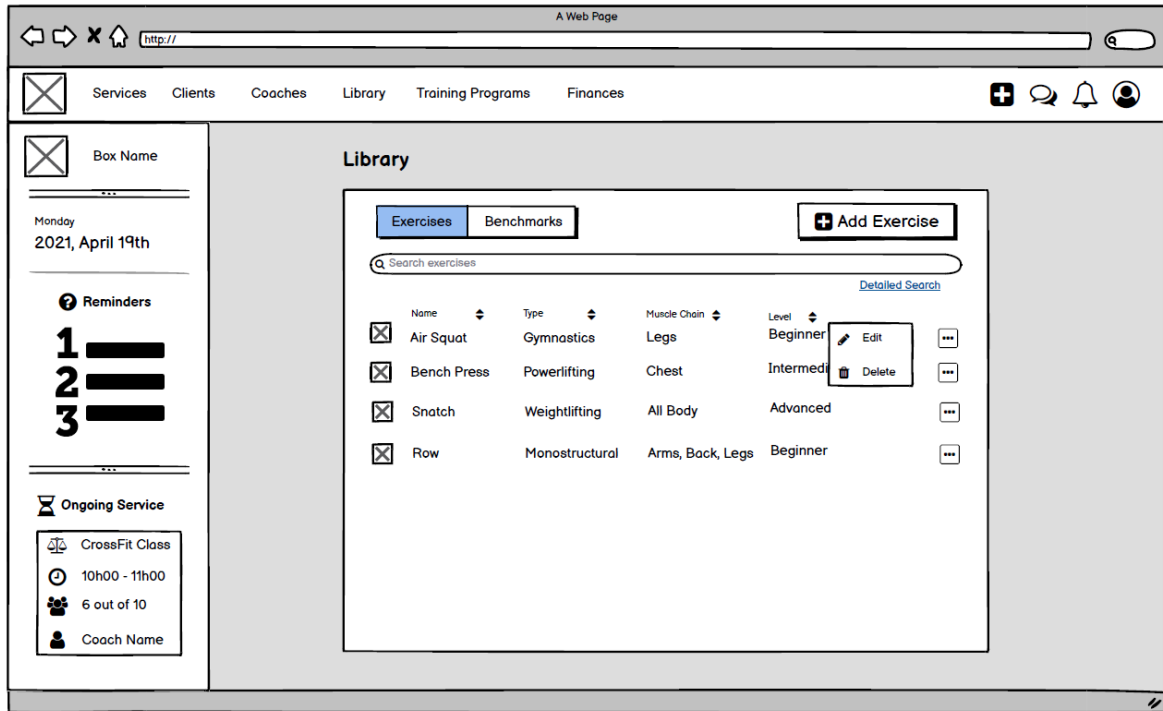 A Web Page
http://
Services Clients Coaches Library Training Programs Finances
Box Name
Monday
2021, April 19th
Reminders
1
2
3
Ongoing Service
CrossFit Class
10h00 - 11h00
6 out of 10
Coach Name
Library
Exercises Benchmarks
Add Exercise
Search exercises
Detailed Search
Name Type Muscle Chain Level
Air Squat Gymnastics Legs Beginner
Bench Press Powerlifting Chest Intermedi
Snatch Weightlifting All Body Advanced
Row Monostructural Arms, Back, Legs Beginner
Edit
Delete